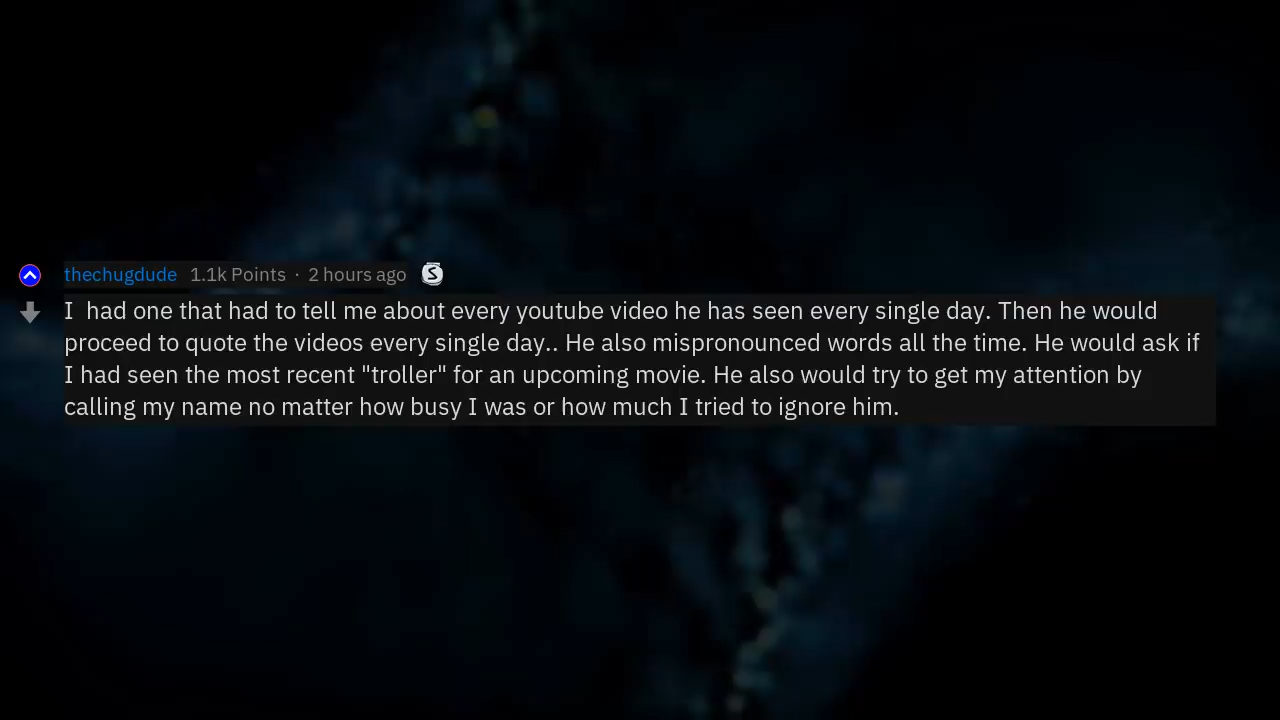 thechugdude 1.1k Points · 2 hours ago S
I had one that had to tell me about every youtube video he has seen every single day. Then he would
proceed to quote the videos every single day.. He also mispronounced words all the time. He would ask if
I had seen the most recent "troller" for an upcoming movie. He also would try to get my attention by
calling my name no matter how busy I was or how much I tried to ignore him.